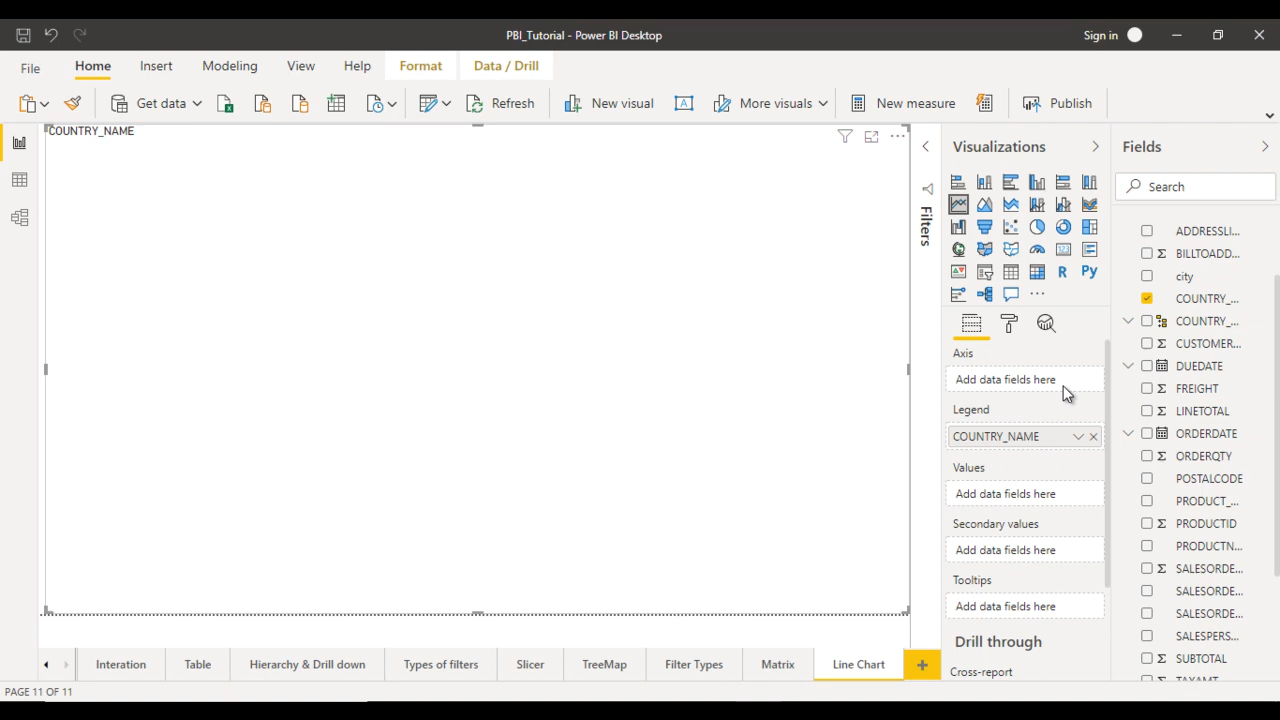 PBI_Tutorial - Power BI Desktop
Sign in
File
Home
Insert
Modeling
View
Help
Format
Data / Drill
Get data
Refresh
New visual
More visuals
New measure
Publish
COUNTRY_NAME
Filters
Visualizations
R
Py
Axis
Add data fields here
Legend
COUNTRY_NAME
Values
Add data fields here
Secondary values
Add data fields here
Tooltips
Add data fields here
Drill through
Cross-report
Fields
Search
ADDRESSLI...
BILLTOADD...
city
COUNTRY_...
COUNTRY_...
CUSTOMER...
DUEDATE
FREIGHT
LINETOTAL
ORDERDATE
ORDERQTY
POSTALCODE
PRODUCT_...
PRODUCTID
PRODUCTN...
SALESORDE...
SALESORDE...
SALESORDE...
SALESPERS...
SUBTOTAL
TAXAMT
Interation
Table
Hierarchy & Drill down
Types of filters
Slicer
TreeMap
Filter Types
Matrix
Line Chart
PAGE 11 OF 11